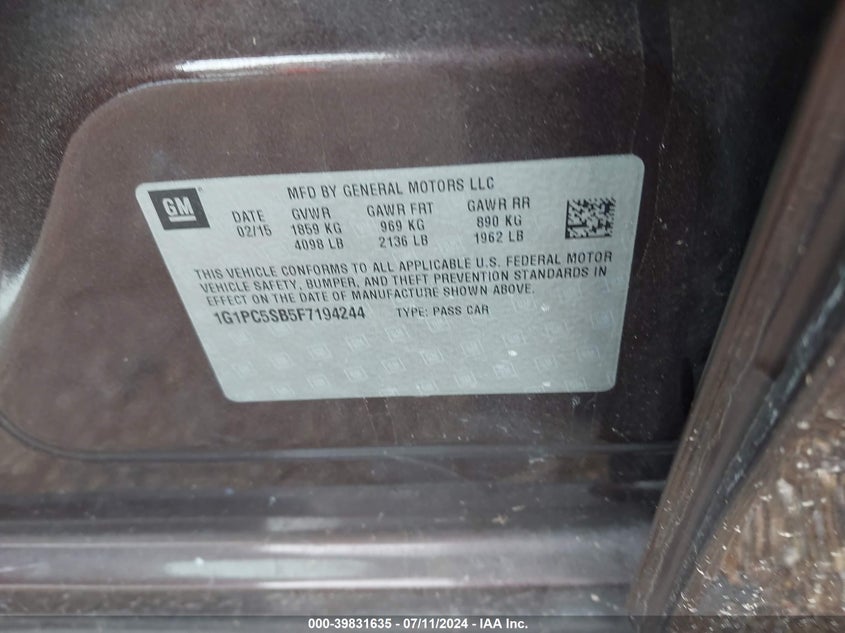 GM
MFD BY GENERAL MOTORS LLC
DATE GVWR GAWR FRT GAWR RR
02/15 1859 KG 969 KG 890 KG
4098 LB 2136 LB 1962 LB
THIS VEHICLE CONFORMS TO ALL APPLICABLE U.S. FEDERAL MOTOR
VEHICLE SAFETY, BUMPER, AND THEFT PREVENTION STANDARDS IN
EFFECT ON THE DATE OF MANUFACTURE SHOWN ABOVE.
1G1PC5SB5F7194244 TYPE: PASS CAR
000-39831635 - 07/11/2024 - IAA Inc.